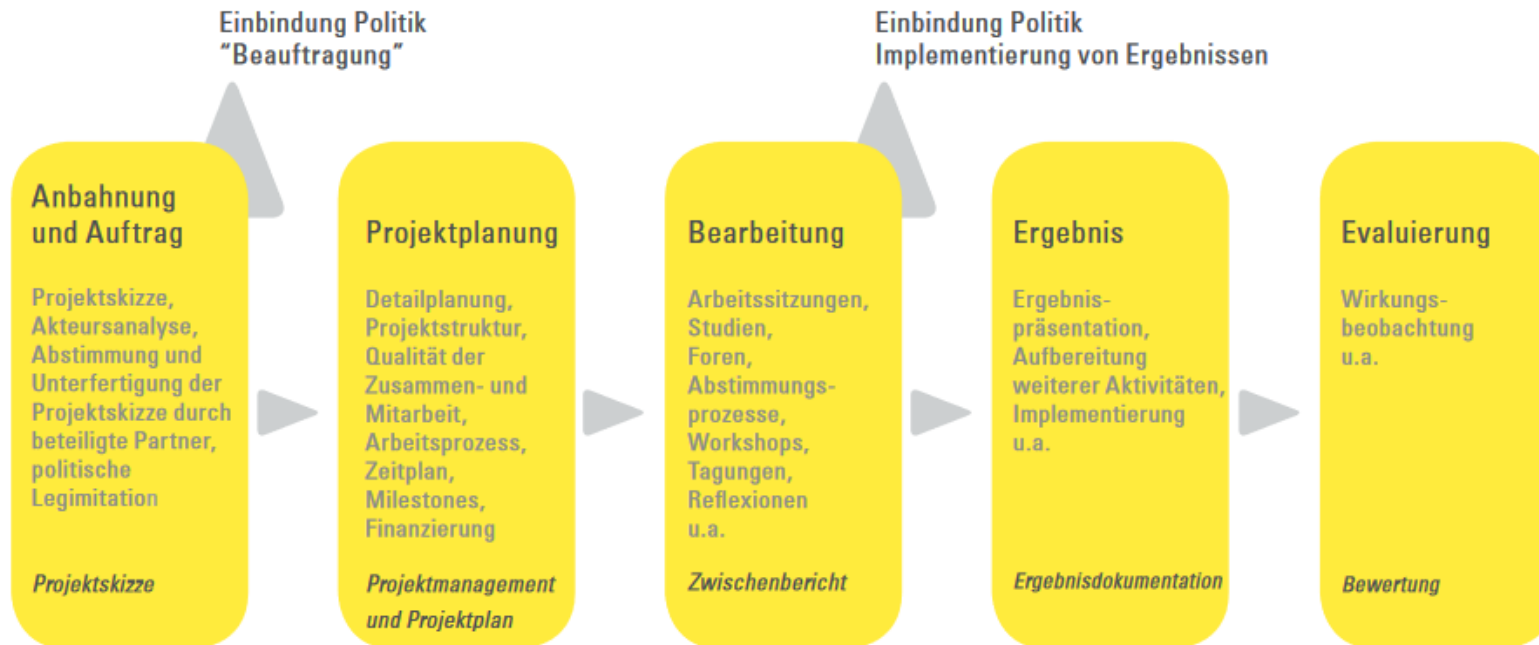 Einbindung Politik
"Beauftragung"
Einbindung Politik
Implementierung von Ergebnissen
Anbahnung
und Auftrag
Projektskizze,
Akteursanalyse,
Abstimmung und
Unterfertigung der
Projektskizze durch
beteiligte Partner,
politische
Legimitation
Projektskizze
Projektplanung
Detailplanung,
Projektstruktur,
Qualität der
Zusammen- und
Mitarbeit,
Arbeitsprozess,
Zeitplan,
Milestones,
Finanzierung
Projektmanagement
und Projektplan
Bearbeitung
Arbeitssitzungen,
Studien,
Foren,
Abstimmungs-
prozesse,
Workshops,
Tagungen,
Reflexionen
u.a.
Zwischenbericht
Ergebnis
Ergebnis-
präsentation,
Aufbereitung
weiterer Aktivitäten,
Implementierung
u.a.
Ergebnisdokumentation
Evaluierung
Wirkungs-
beobachtung
u.a.
Bewertung